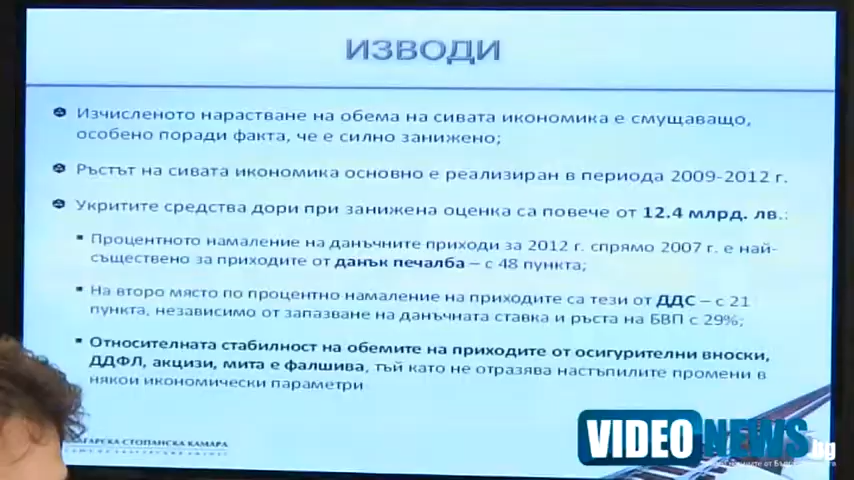 ИЗВОДИ
Изчисленото нарастване на обема на сивата икономика е смущаващо,
особено поради факта, че е силно занижено;
Ръстът на сивата икономика основно е реализиран в периода 2009-2012 г.
Укритите средства дори при занижена оценка са повече от 12.4 млрд. лв.:
Процентното намаление на данъчните приходи за 2012 г. спрямо 2007 г. е най-
съществено за приходите от данък печалба – с 48 пункта;
На второ място по процентно намаление на приходите са тези от ДДС – с 21
пункта, независимо от запазване на данъчната ставка и ръста на БВП с 29%;
Относителната стабилност на обемите на приходите от осигурителни вноски,
ДДФЛ, акцизи, мита е фалшива, тъй като не отразява настъпилите промени в
някои икономически параметри
СТОПАНСКА КАМАРА
VIDEONEWS.bg